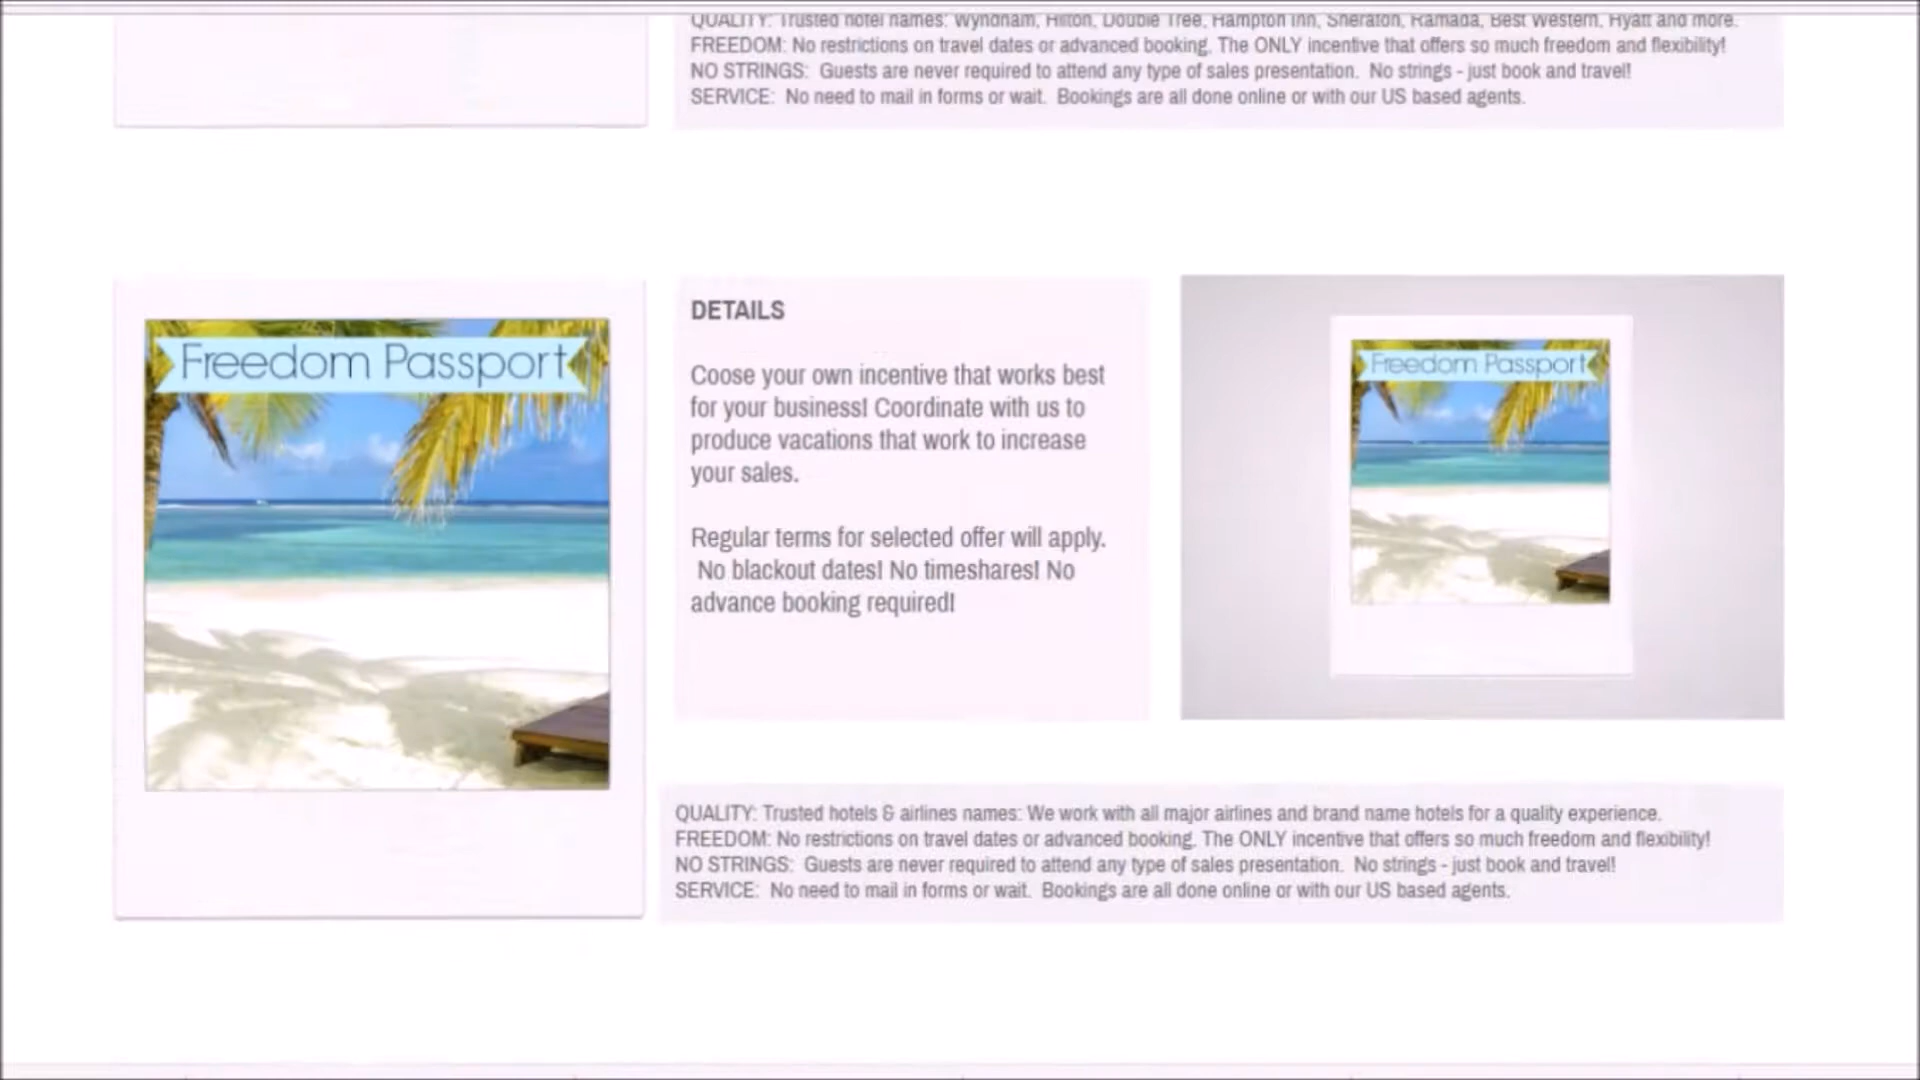 QUALITY: Trusted hotel names: Wyndham, Hilton, Double Tree, Hampton Inn, Sheraton, Ramada, Best Western, Hyatt and more.
FREEDOM: No restrictions on travel dates or advanced booking. The ONLY incentive that offers so much freedom and flexibility!
NO STRINGS: Guests are never required to attend any type of sales presentation. No strings - just book and travel!
SERVICE: No need to mail in forms or wait. Bookings are all done online or with our US based agents.
Freedom Passport
DETAILS
Coose your own incentive that works best
for your business! Coordinate with us to
produce vacations that work to increase
your sales.
Regular terms for selected offer will apply.
No blackout dates! No timeshares! No
advance booking required!
Freedom Passport
QUALITY: Trusted hotels & airlines names: We work with all major airlines and brand name hotels for a quality experience.
FREEDOM: No restrictions on travel dates or advanced booking. The ONLY incentive that offers so much freedom and flexibility!
NO STRINGS: Guests are never required to attend any type of sales presentation. No strings - just book and travel!
SERVICE: No need to mail in forms or wait. Bookings are all done online or with our US based agents.